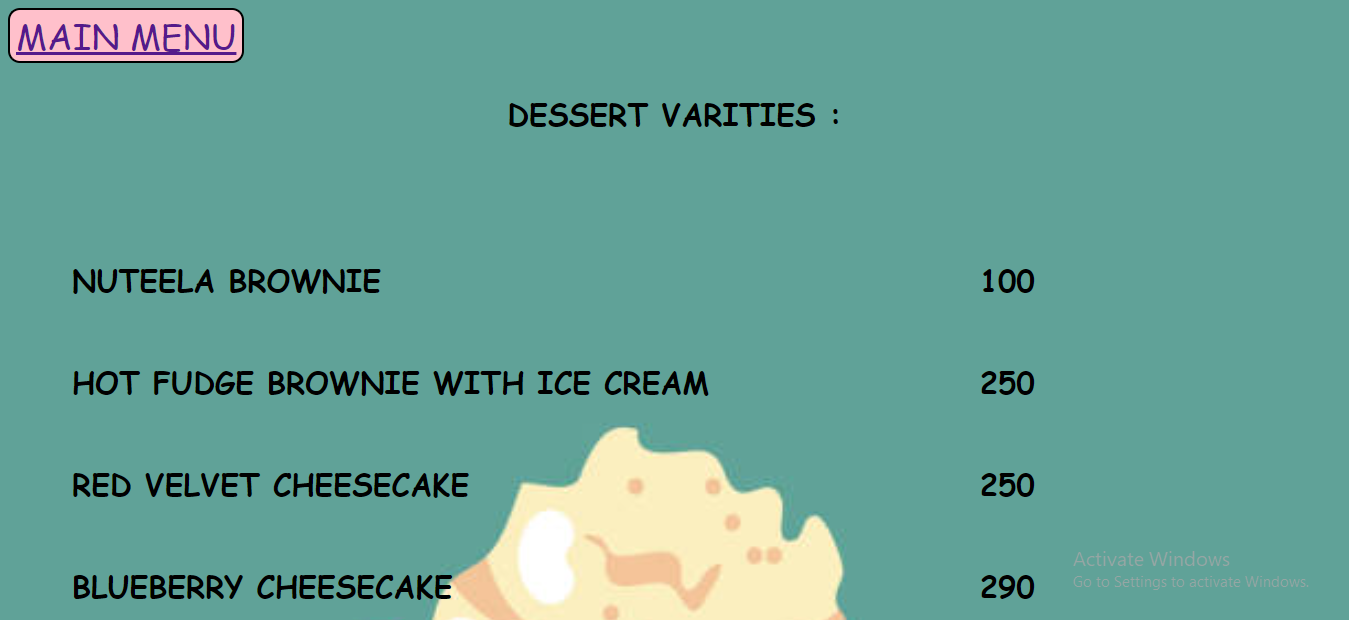 MAIN MENU
DESSERT VARITIES :
NUTEELA BROWNIE 100
HOT FUDGE BROWNIE WITH ICE CREAM 250
RED VELVET CHEESECAKE 250
BLUEBERRY CHEESECAKE 290
Activate Windows
Go to Settings to activate Windows.